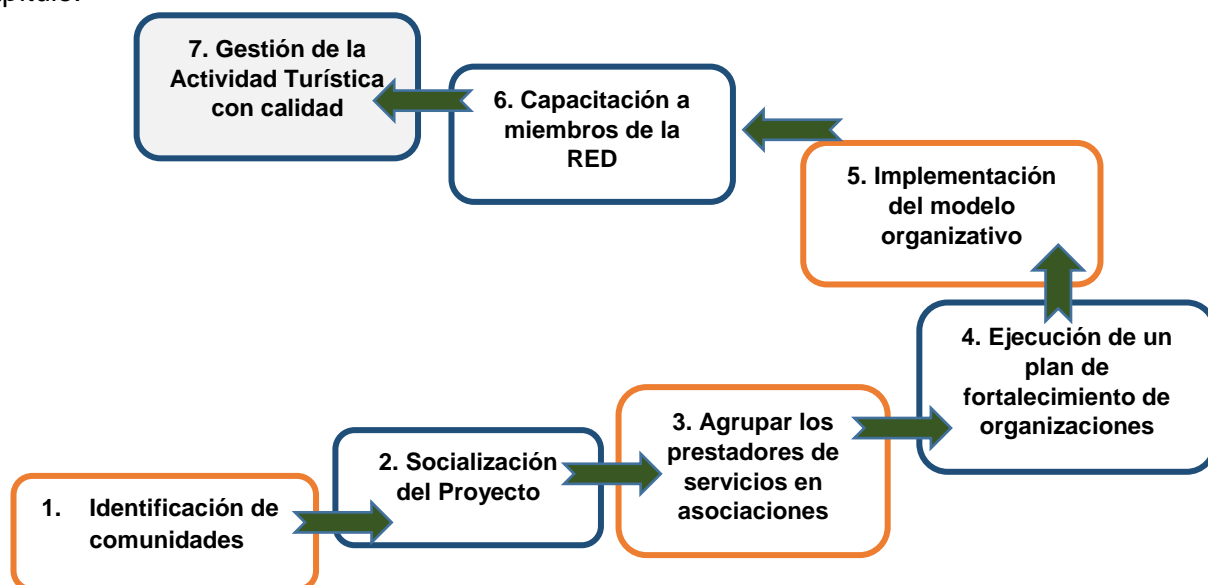 7. Gestión de la
Actividad Turística
con calidad
6. Capacitación a
miembros de la
RED
5. Implementación
del modelo
organizativo
4. Ejecución de un
plan de
fortalecimiento de
organizaciones
3. Agrupar los
prestadores de
servicios en
asociaciones
2. Socialización
del Proyecto
1. Identificación de
comunidades